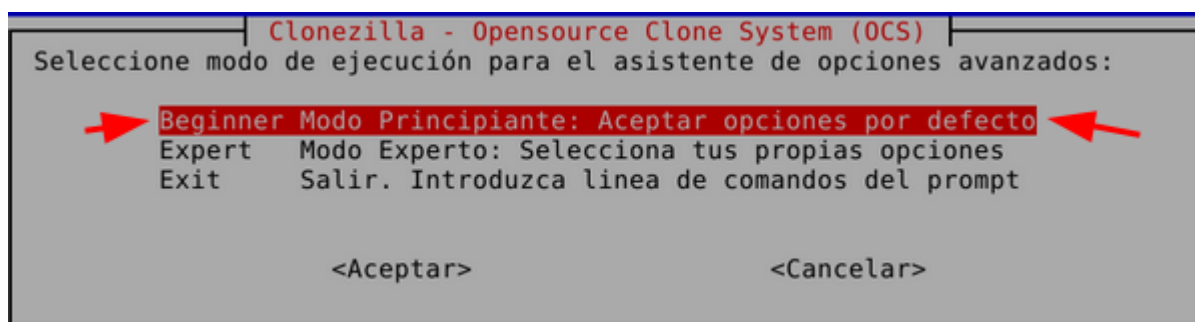 Clonezilla - Opensource Clone System (OCS)
Seleccione modo de ejecución para el asistente de opciones avanzados:
Beginner Modo Principiante: Aceptar opciones por defecto
Expert Modo Experto: Selecciona tus propias opciones
Exit Salir. Introduzca linea de comandos del prompt
<Aceptar> <Cancelar>